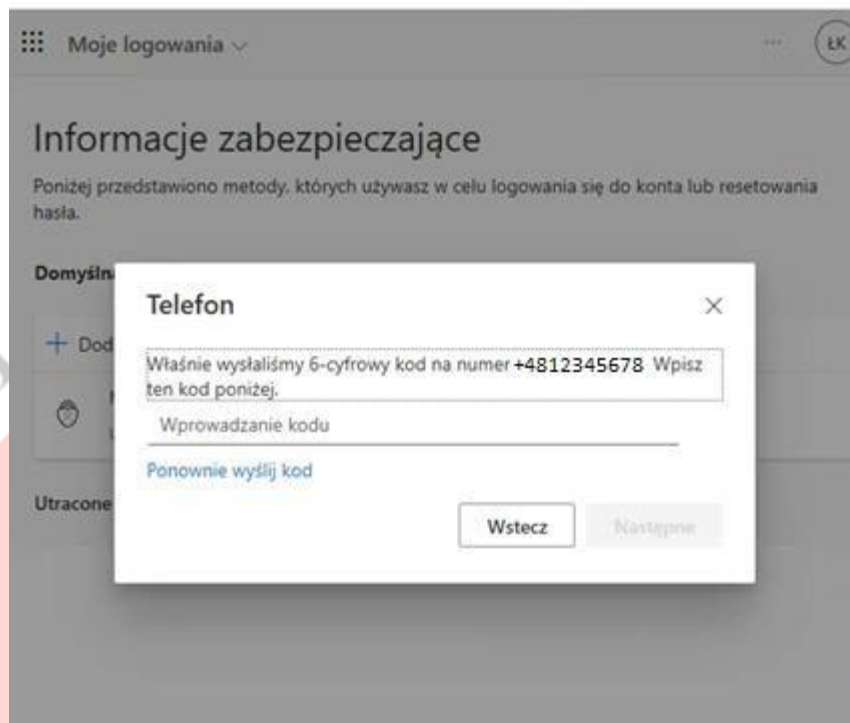 Moje logowania
ŁK
Informacje zabezpieczające
Poniżej przedstawiono metody, których używasz w celu logowania się do konta lub resetowania
hasła.
Domyśln
Telefon
Dod
Właśnie wysłaliśmy 6-cyfrowy kod na numer +4812345678 Wpisz
ten kod poniżej.
Wprowadzanie kodu
Ponownie wyślij kod
Utracone
Wstecz
Następne